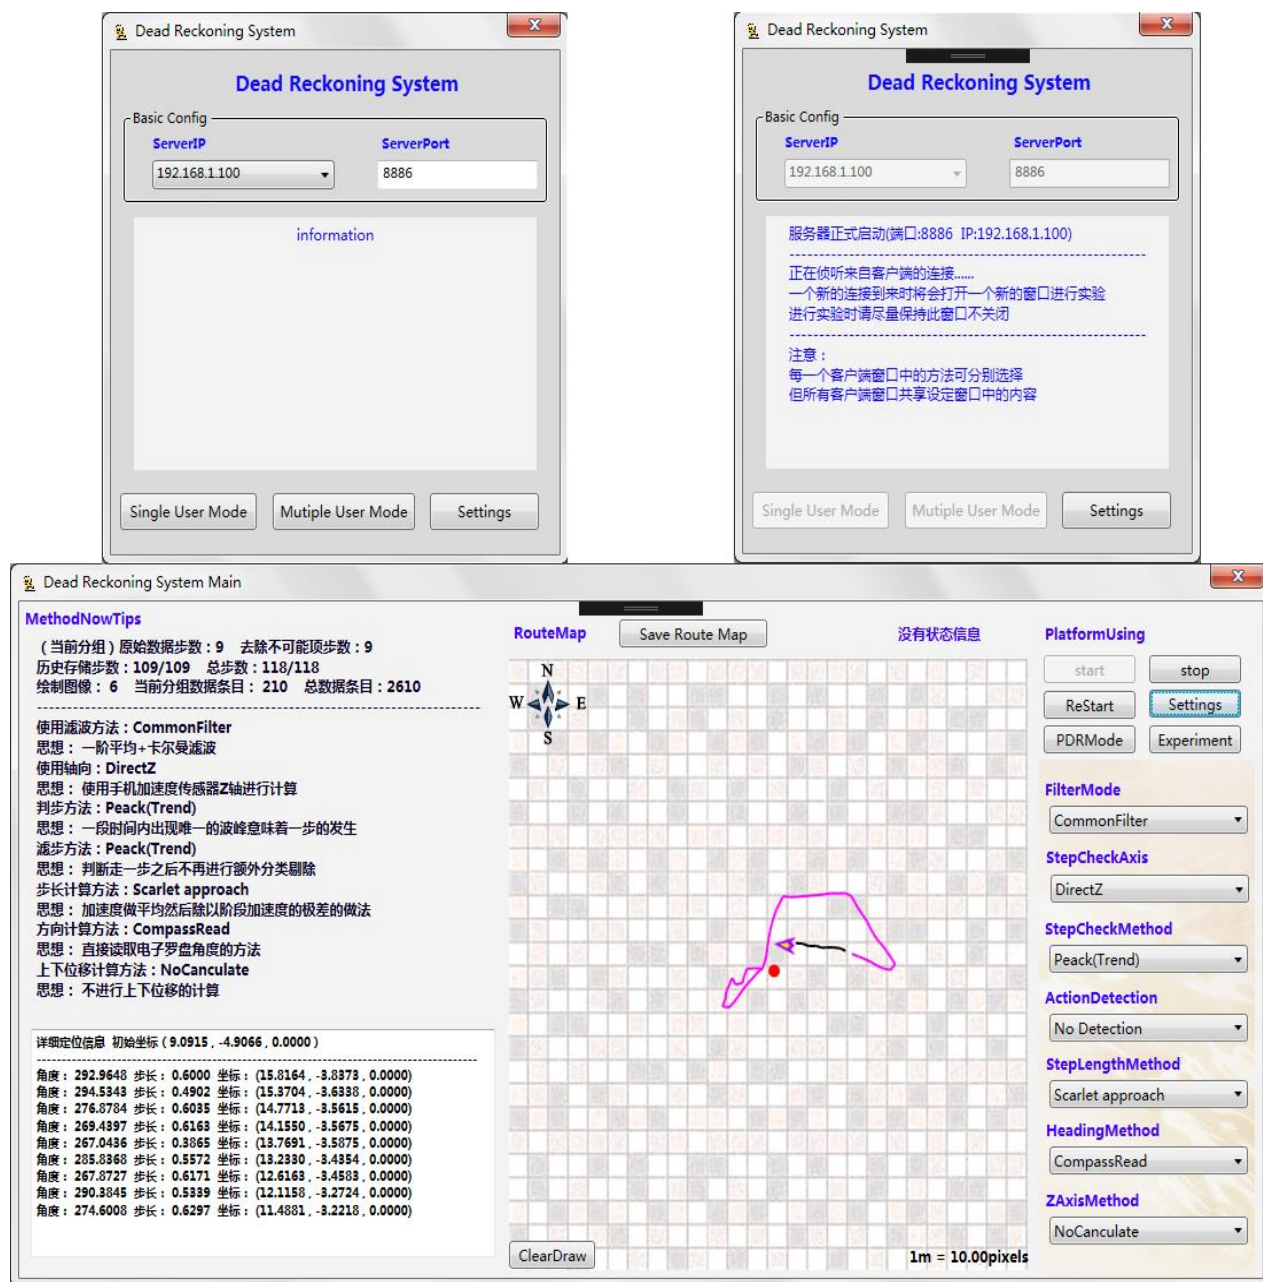 Dead Reckoning System
Dead Reckoning System
Basic Config
ServerIP ServerPort
192.168.1.100 8886
information
Single User Mode Mutiple User Mode Settings
Dead Reckoning System
Dead Reckoning System
Basic Config
ServerIP ServerPort
192.168.1.100 8886
服务器正式启动(端口:8886 IP:192.168.1.100)
正在侦听来自客户端的连接......
一个新的连接到来时将会打开一个新的窗口进行实验
进行实验时请尽量保持此窗口不关闭
注意：
每一个客户端窗口中的方法可分别选择
但所有客户端窗口共享设定窗口中的内容
Single User Mode Mutiple User Mode Settings
Dead Reckoning System Main
MethodNowTips
（当前分组）原始数据步数：9 去除不可能顶步数：9
历史存储步数：109/109 总步数：118/118
绘制图像： 6 当前分组数据条目： 210 总数据条目：2610
使用滤波方法：CommonFilter
思想： 一阶平均+卡尔曼滤波
使用轴向：DirectZ
思想： 使用手机加速度传感器Z轴进行计算
判步方法：Peack(Trend)
思想： 一段时间内出现唯一的波峰意味着一步的发生
滤步方法：Peack(Trend)
思想： 判断走一步之后不再进行额外分类剔除
步长计算方法：Scarlet approach
思想： 加速度做平均然后除以阶段加速度的极差的做法
方向计算方法：CompassRead
思想： 直接读取电子罗盘角度的方法
上下位移计算方法：NoCanculate
思想： 不进行上下位移的计算
详细定位信息 初始坐标（9.0915 , -4.9066 , 0.0000）
角度： 292.9648 步长： 0.6000 坐标： (15.8164 , -3.8373 , 0.0000)
角度： 294.5343 步长： 0.4902 坐标： (15.3704 , -3.6338 , 0.0000)
角度： 276.8784 步长： 0.6035 坐标： (14.7713 , -3.5615 , 0.0000)
角度： 269.4397 步长： 0.6163 坐标： (14.1550 , -3.5675 , 0.0000)
角度： 267.0436 步长： 0.3865 坐标： (13.7691 , -3.5875 , 0.0000)
角度： 285.8368 步长： 0.5572 坐标： (13.2330 , -3.4354 , 0.0000)
角度： 267.8727 步长： 0.6171 坐标： (12.6163 , -3.4583 , 0.0000)
角度： 290.3845 步长： 0.5339 坐标： (12.1158 , -3.2724 , 0.0000)
角度： 274.6008 步长： 0.6297 坐标： (11.4881 , -3.2218 , 0.0000)
RouteMap Save Route Map 没有状态信息
N
W E
S
ClearDraw 1m = 10.00pixels
PlatformUsing
start stop
ReStart Settings
PDRMode Experiment
FilterMode
CommonFilter
StepCheckAxis
DirectZ
StepCheckMethod
Peack(Trend)
ActionDetection
No Detection
StepLengthMethod
Scarlet approach
HeadingMethod
CompassRead
ZAxisMethod
NoCanculate